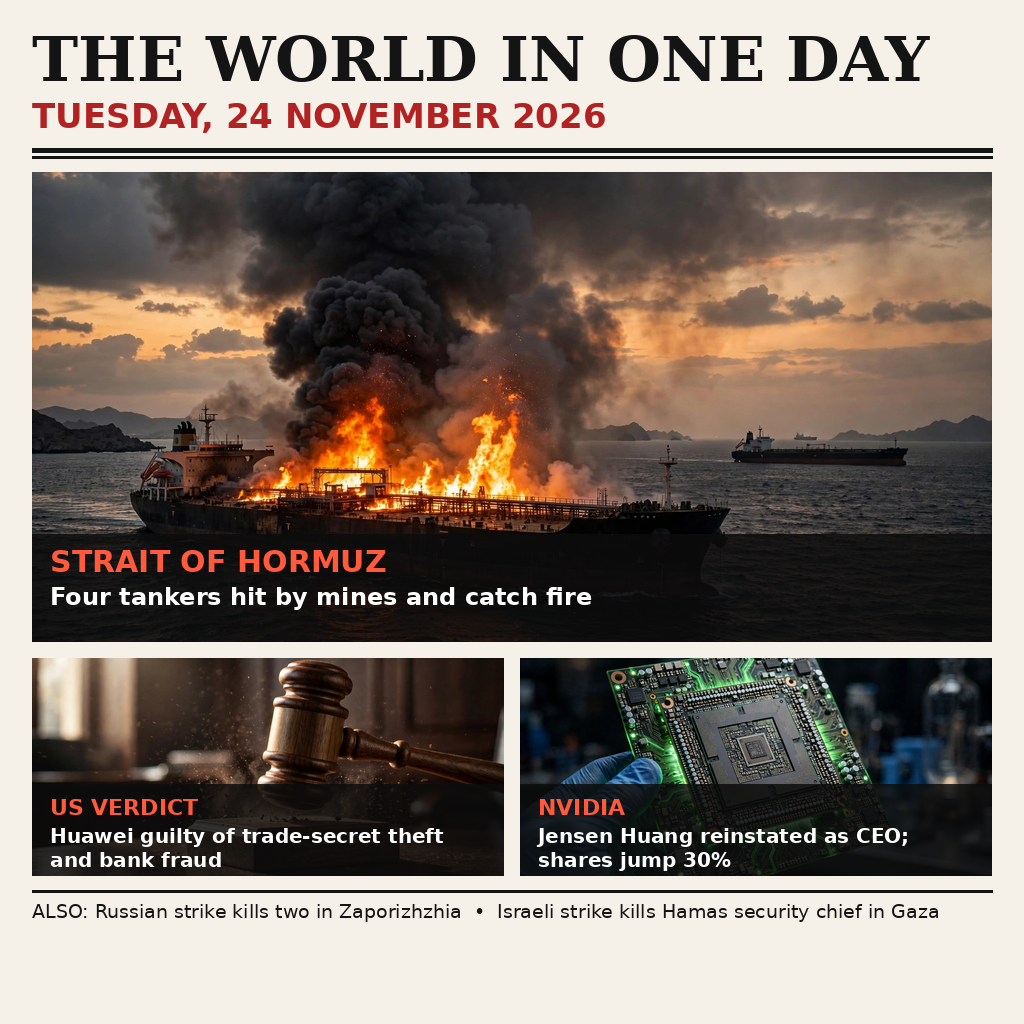 THE WORLD IN ONE DAY
TUESDAY, 24 NOVEMBER 2026
STRAIT OF HORMUZ
Four tankers hit by mines and catch fire
US VERDICT
Huawei guilty of trade-secret theft
and bank fraud
NVIDIA
Jensen Huang reinstated as CEO;
shares jump 30%
ALSO: Russian strike kills two in Zaporizhzhia • Israeli strike kills Hamas security chief in Gaza